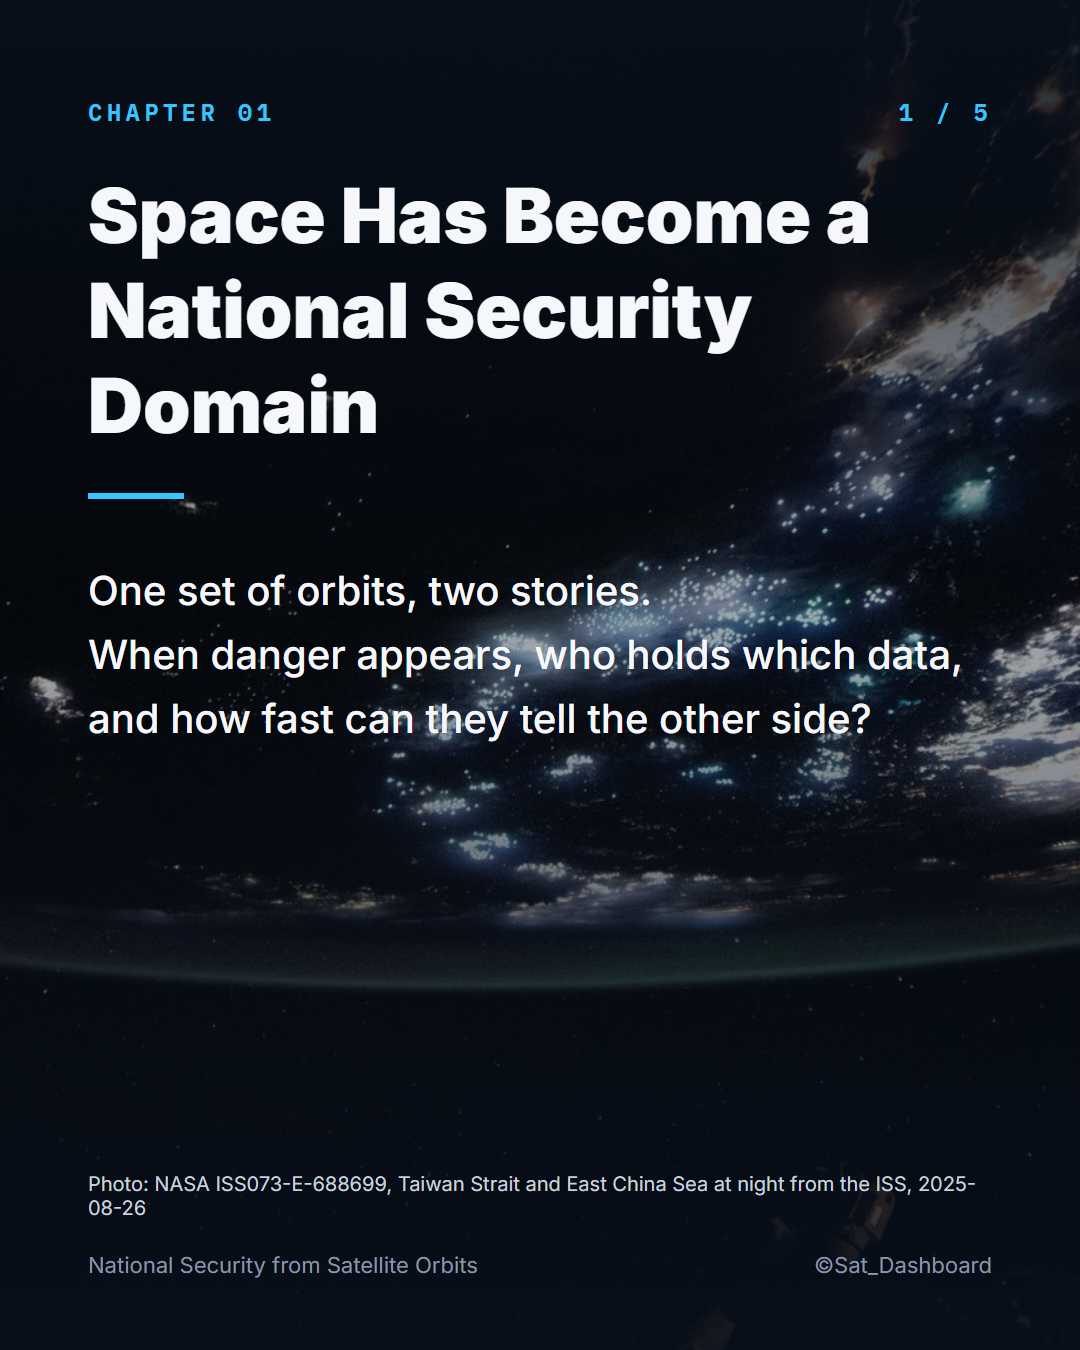 CHAPTER 01
1 / 5
Space Has Become a
National Security
Domain
One set of orbits, two stories.
When danger appears, who holds which data,
and how fast can they tell the other side?
Photo: NASA ISS073-E-688699, Taiwan Strait and East China Sea at night from the ISS, 2025-
08-26
National Security from Satellite Orbits
©Sat_Dashboard